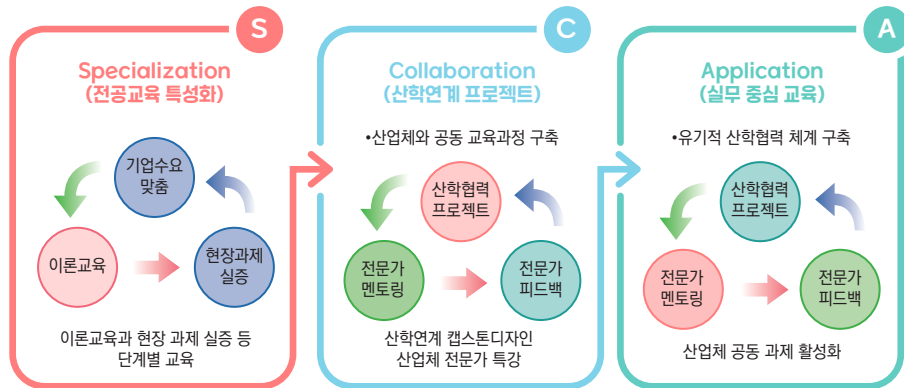 S
Specialization
(전공교육 특성화)
기업수요
맞춤
이론교육
현장과제
실증
이론교육과 현장 과제 실증 등
단계별 교육
C
Collaboration
(산학연계 프로젝트)
•산업체와 공동 교육과정 구축
산학협력
프로젝트
전문가
멘토링
전문가
피드백
산학연계 캡스톤디자인
산업체 전문가 특강
A
Application
(실무 중심 교육)
•유기적 산학협력 체계 구축
산학협력
프로젝트
전문가
멘토링
전문가
피드백
산업체 공동 과제 활성화